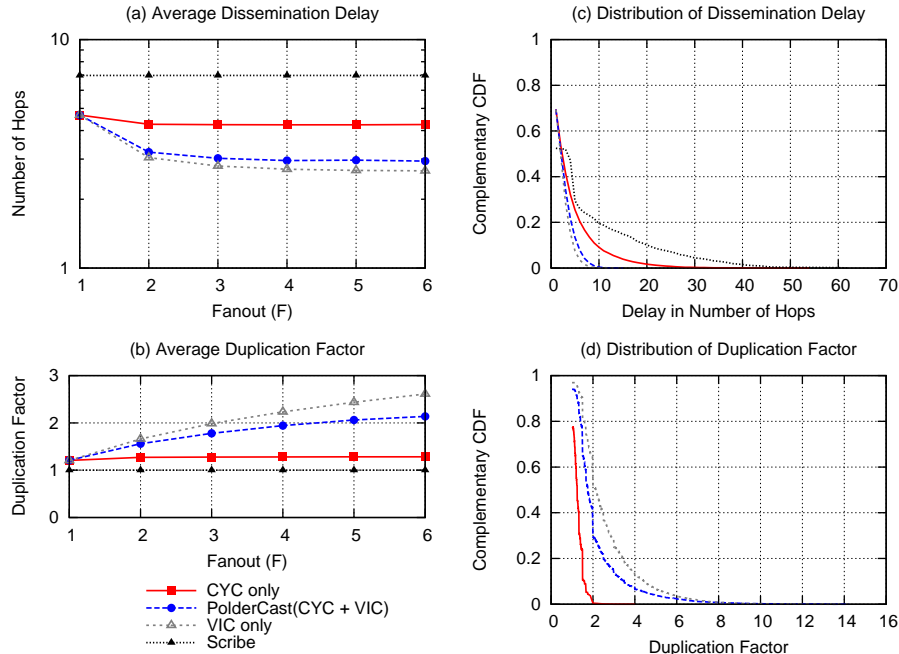 (a) Average Dissemination Delay
10
1
Number of Hops
1 2 3 4 5 6
Fanout (F)
(c) Distribution of Dissemination Delay
1
0.8
0.6
0.4
0.2
0
Complementary CDF
0 10 20 30 40 50 60 70
Delay in Number of Hops
(b) Average Duplication Factor
3
2
1
0
Duplication Factor
1 2 3 4 5 6
Fanout (F)
CYC only
PolderCast(CYC + VIC)
VIC only
Scribe
(d) Distribution of Duplication Factor
1
0.8
0.6
0.4
0.2
0
Complementary CDF
0 2 4 6 8 10 12 14 16
Duplication Factor